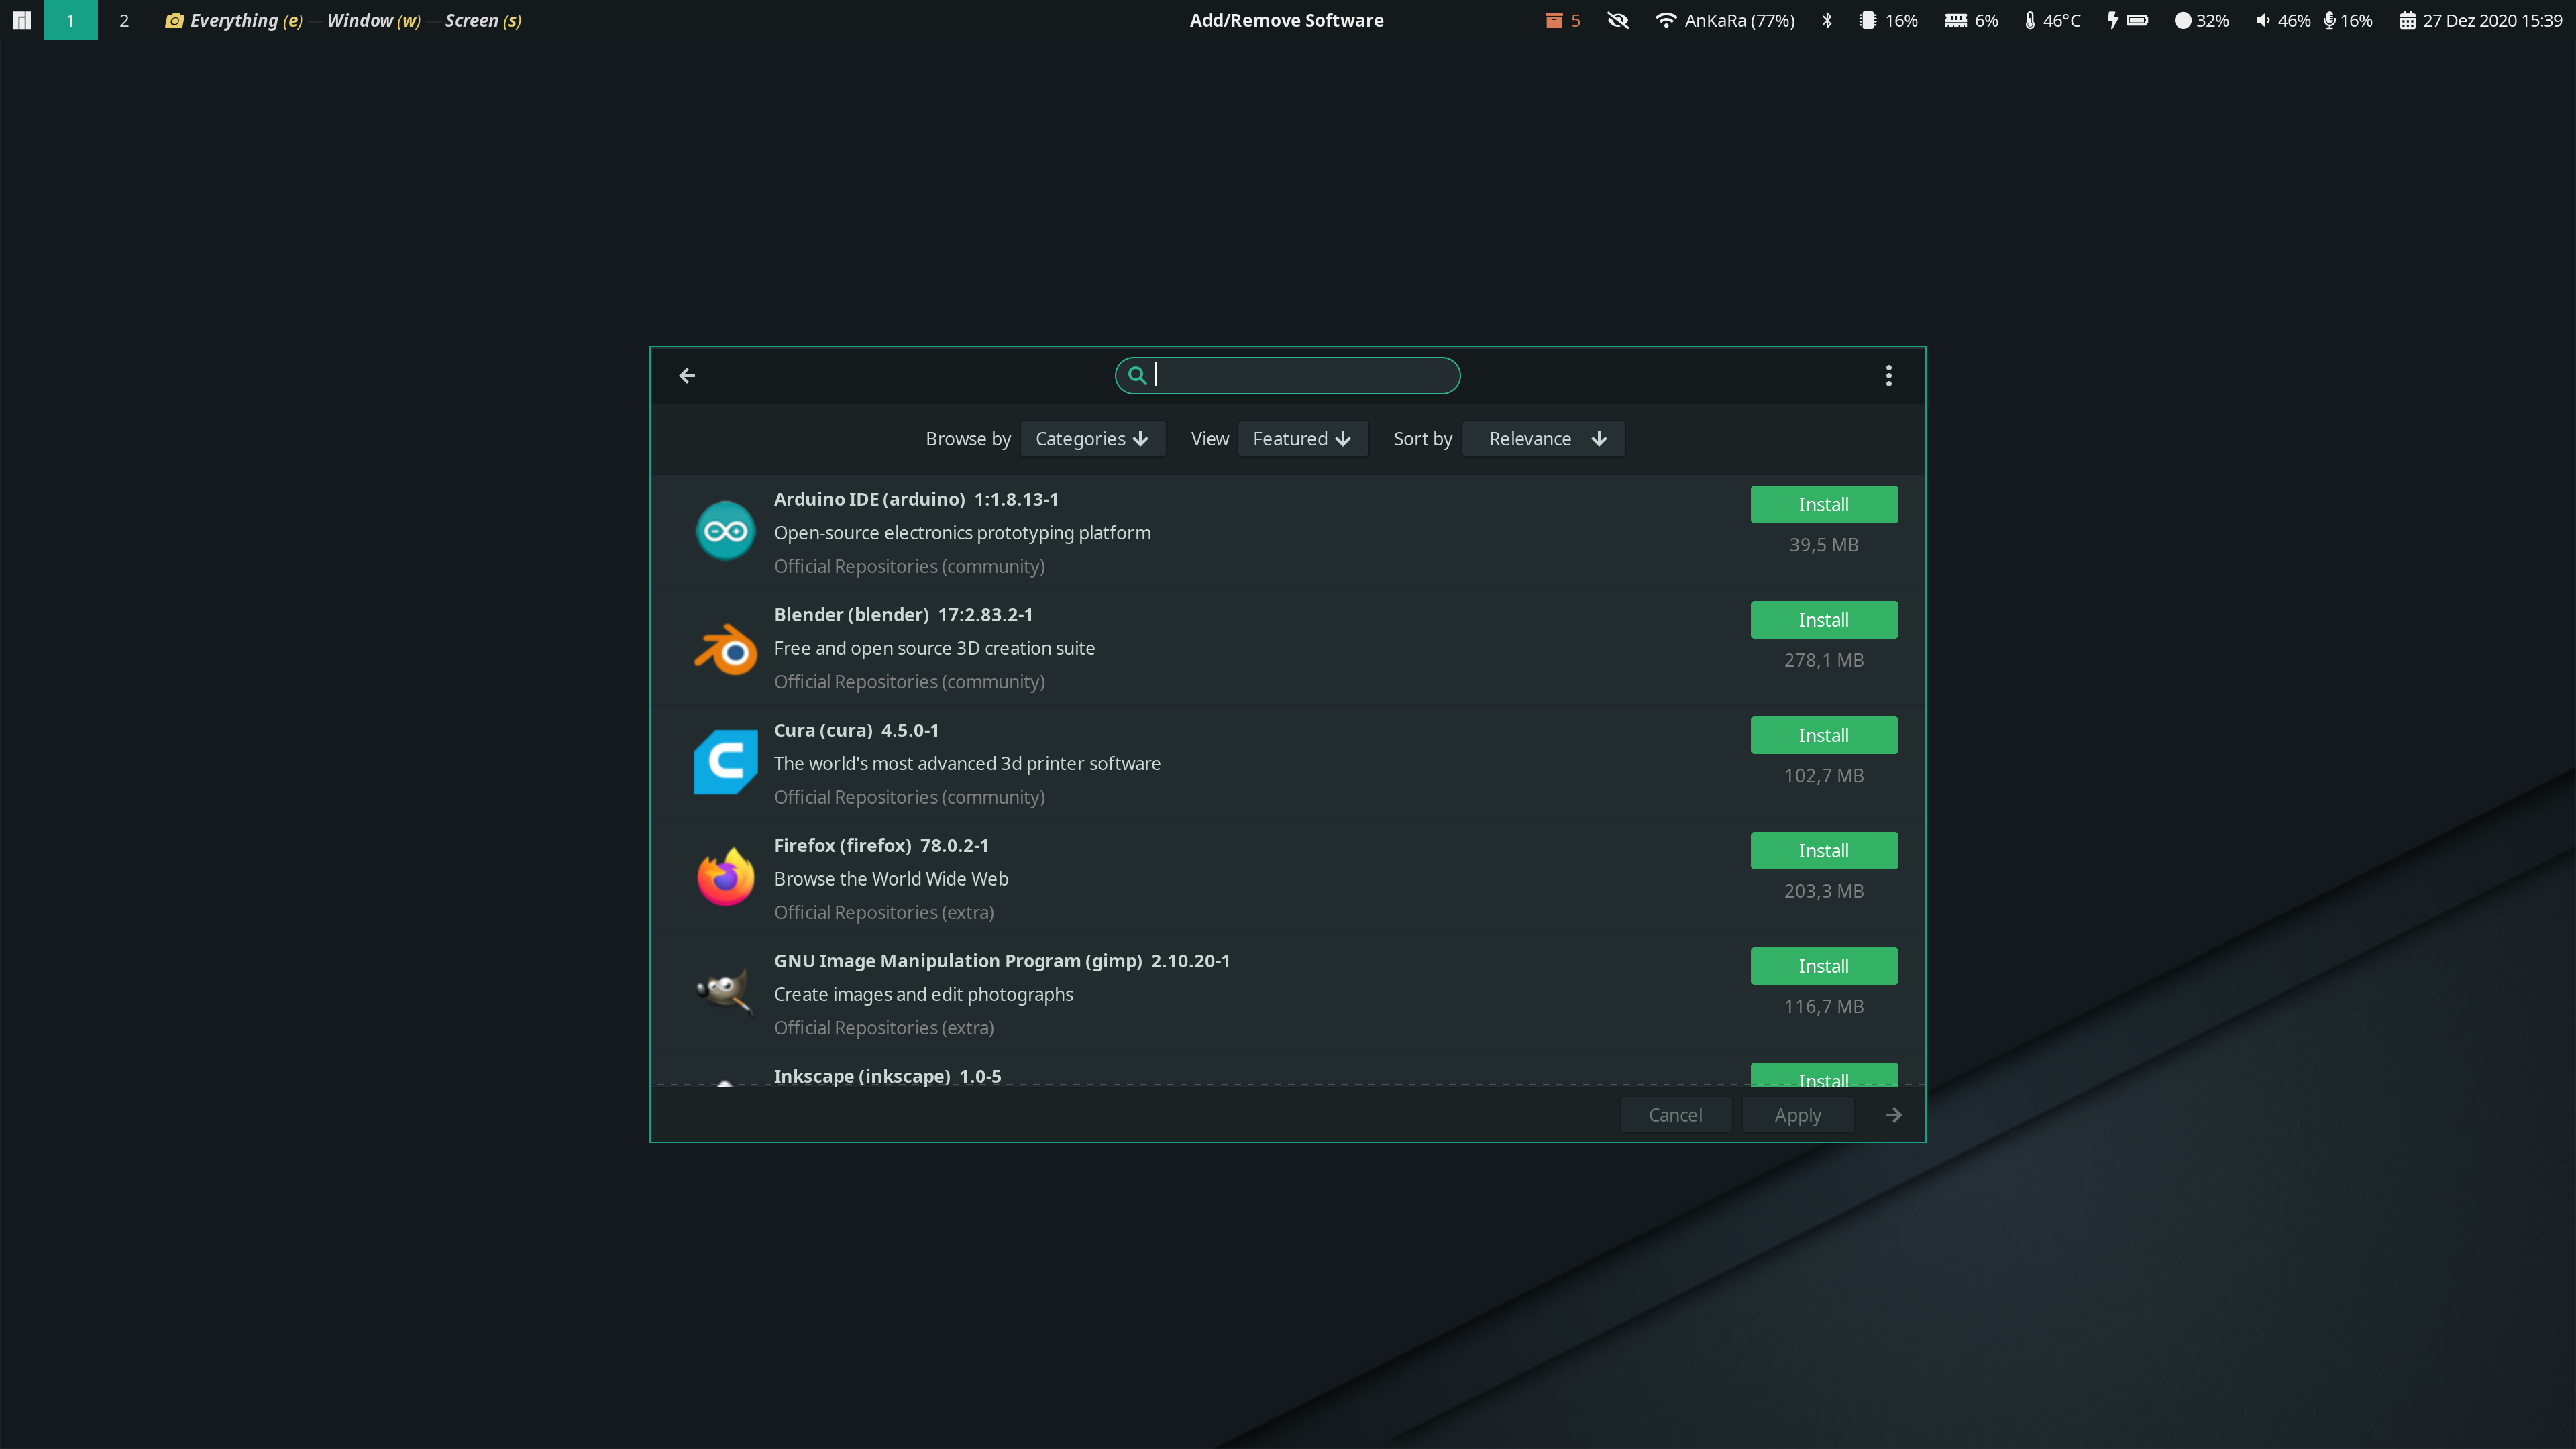 1 2 Everything (e) — Window (w) — Screen (s) Add/Remove Software 5 AnKaRa (77%) 16% 6% 46°C 32% 46% 16% 27 Dez 2020 15:39
Browse by Categories View Featured Sort by Relevance
Arduino IDE (arduino) 1:1.8.13-1
Install
Open-source electronics prototyping platform
39,5 MB
Official Repositories (community)
Blender (blender) 17:2.83.2-1
Install
Free and open source 3D creation suite
278,1 MB
Official Repositories (community)
Cura (cura) 4.5.0-1
Install
The world's most advanced 3d printer software
102,7 MB
Official Repositories (community)
Firefox (firefox) 78.0.2-1
Install
Browse the World Wide Web
203,3 MB
Official Repositories (extra)
GNU Image Manipulation Program (gimp) 2.10.20-1
Install
Create images and edit photographs
116,7 MB
Official Repositories (extra)
Inkscape (inkscape) 1.0-5
Install
Cancel Apply